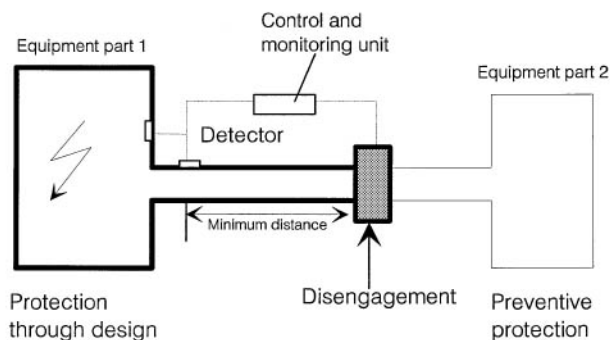 Control and
monitoring unit
Equipment part 1
Equipment part 2
Detector
Minimum distance
Disengagement
Protection
through design
Preventive
protection